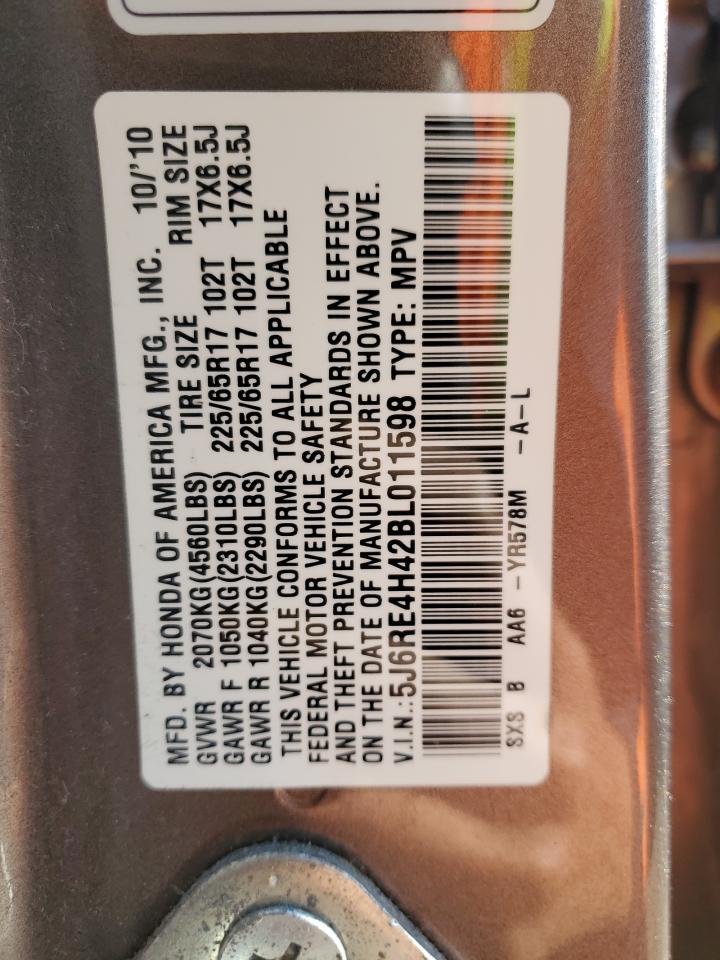 MFD. BY HONDA OF AMERICA MFG., INC. 10/'10
GVWR 2070KG(4560LBS) TIRE SIZE RIM SIZE
GAWR F 1050KG(2310LBS) 225/65R17 102T 17X6.5J
GAWR R 1040KG(2290LBS) 225/65R17 102T 17X6.5J
THIS VEHICLE CONFORMS TO ALL APPLICABLE
FEDERAL MOTOR VEHICLE SAFETY
AND THEFT PREVENTION STANDARDS IN EFFECT
ON THE DATE OF MANUFACTURE SHOWN ABOVE.
V.I.N.:5J6RE4H42BL011598 TYPE: MPV
SXS B AA6 -YR578M -A-L